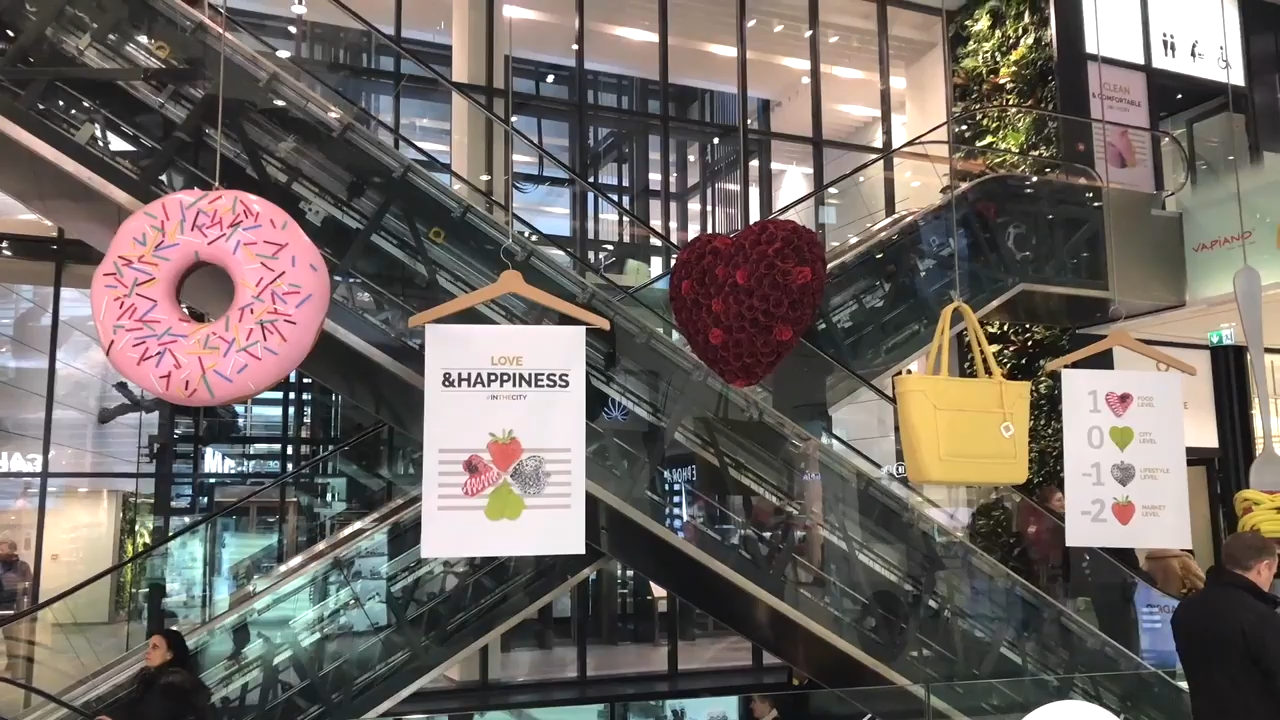 CLEAN
& COMFORTABLE
VAPIANO
LOVE
&HAPPINESS
#INTHECITY
1 FOOD
LEVEL
0 CITY
LEVEL
-1 LIFESTYLE
LEVEL
-2 MARKET
LEVEL